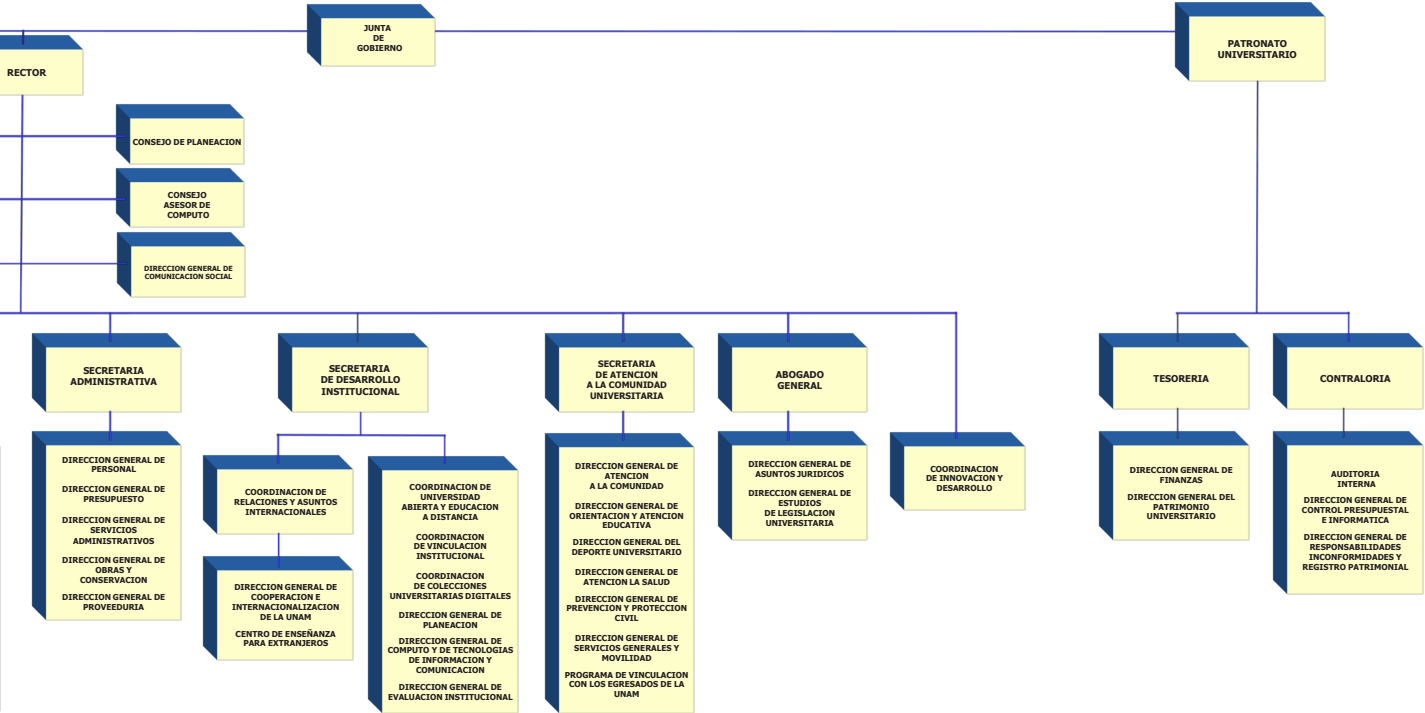 JUNTA
DE
GOBIERNO
PATRONATO
UNIVERSITARIO
RECTOR
CONSEJO DE PLANEACION
CONSEJO
ASESOR DE
COMPUTO
DIRECCION GENERAL DE
COMUNICACION SOCIAL
SECRETARIA
ADMINISTRATIVA
SECRETARIA
DE DESARROLLO
INSTITUCIONAL
SECRETARIA
DE ATENCION
A LA COMUNIDAD
UNIVERSITARIA
ABOGADO
GENERAL
TESORERIA
CONTRALORIA
DIRECCION GENERAL DE
PERSONAL
DIRECCION GENERAL DE
PRESUPUESTO
DIRECCION GENERAL DE
SERVICIOS
ADMINISTRATIVOS
DIRECCION GENERAL DE
OBRAS Y
CONSERVACION
DIRECCION GENERAL DE
PROVEEDURIA
COORDINACION DE
RELACIONES Y ASUNTOS
INTERNACIONALES
DIRECCION GENERAL DE
COOPERACION E
INTERNACIONALIZACION
DE LA UNAM
CENTRO DE ENSEÑANZA
PARA EXTRANJEROS
COORDINACION DE
UNIVERSIDAD
ABIERTA Y EDUCACION
A DISTANCIA
COORDINACION
DE VINCULACION
INSTITUCIONAL
COORDINACION
DE COLECCIONES
UNIVERSITARIAS DIGITALES
DIRECCION GENERAL DE
PLANEACION
DIRECCION GENERAL DE
COMPUTO Y DE TECNOLOGIAS
DE INFORMACION Y
COMUNICACION
DIRECCION GENERAL DE
EVALUACION INSTITUCIONAL
DIRECCION GENERAL DE
ATENCION
A LA COMUNIDAD
DIRECCION GENERAL DE
ORIENTACION Y ATENCION
EDUCATIVA
DIRECCION GENERAL DEL
DEPORTE UNIVERSITARIO
DIRECCION GENERAL DE
ATENCION LA SALUD
DIRECCION GENERAL DE
PREVENCION Y PROTECCION
CIVIL
DIRECCION GENERAL DE
SERVICIOS GENERALES Y
MOVILIDAD
PROGRAMA DE VINCULACION
CON LOS EGRESADOS DE LA
UNAM
DIRECCION GENERAL DE
ASUNTOS JURIDICOS
DIRECCION GENERAL DE
ESTUDIOS
DE LEGISLACION
UNIVERSITARIA
COORDINACION
DE INNOVACION Y
DESARROLLO
DIRECCION GENERAL DE
FINANZAS
DIRECCION GENERAL DEL
PATRIMONIO
UNIVERSITARIO
AUDITORIA
INTERNA
DIRECCION GENERAL DE
CONTROL PRESUPUESTAL
E INFORMATICA
DIRECCION GENERAL DE
RESPONSABILIDADES
INCONFORMIDADES Y
REGISTRO PATRIMONIAL